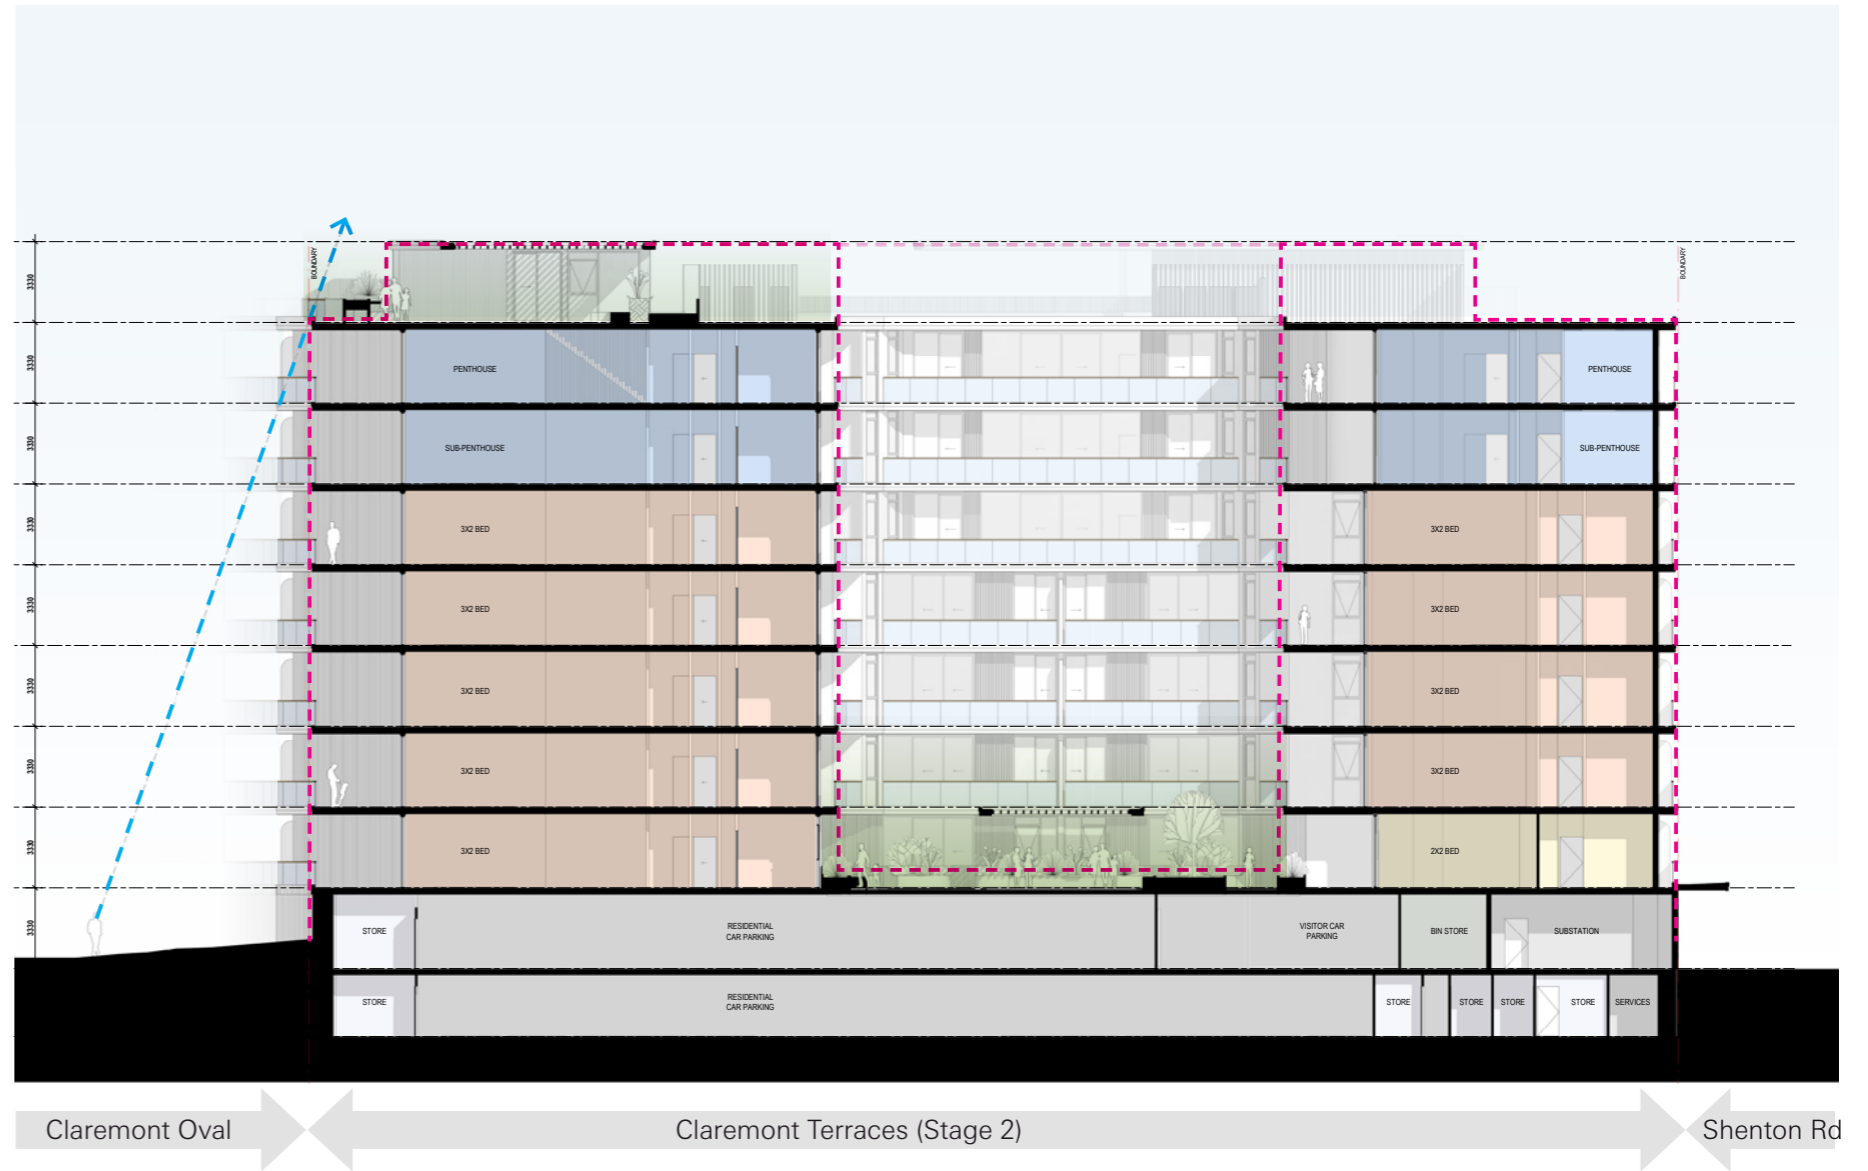 BOUNDARY
BOUNDARY
3330
3330
PENTHOUSE
PENTHOUSE
3330
SUB-PENTHOUSE
SUB-PENTHOUSE
3330
3X2 BED
3X2 BED
3330
3X2 BED
3X2 BED
3330
3X2 BED
3X2 BED
3330
3X2 BED
3X2 BED
3330
3X2 BED
2X2 BED
3330
STORE
RESIDENTIAL
CAR PARKING
VISITOR CAR
PARKING
BIN STORE
SUBSTATION
STORE
RESIDENTIAL
CAR PARKING
STORE
STORE
STORE
STORE
SERVICES
Claremont Oval
Claremont Terraces (Stage 2)
Shenton Rd